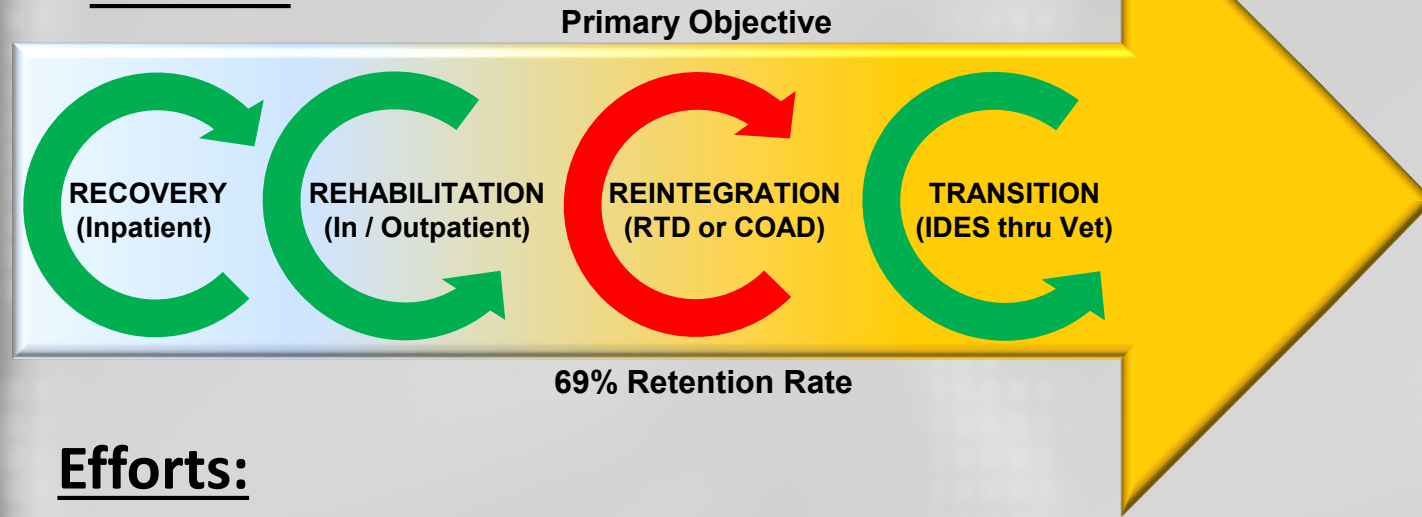 Primary Objective
RECOVERY
(Inpatient)
REHABILITATION
(In / Outpatient)
REINTEGRATION
(RTD or COAD)
TRANSITION
(IDES thru Vet)
69% Retention Rate
Efforts: